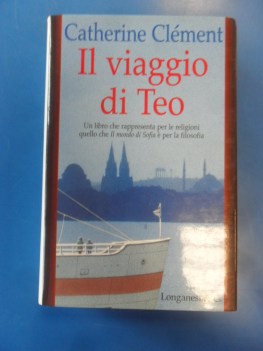 Catherine Clément
Il viaggio
di Teo
Un libro che rappresenta per le religioni
quello che Il mondo di Sofia è per la filosofia
Longanesi